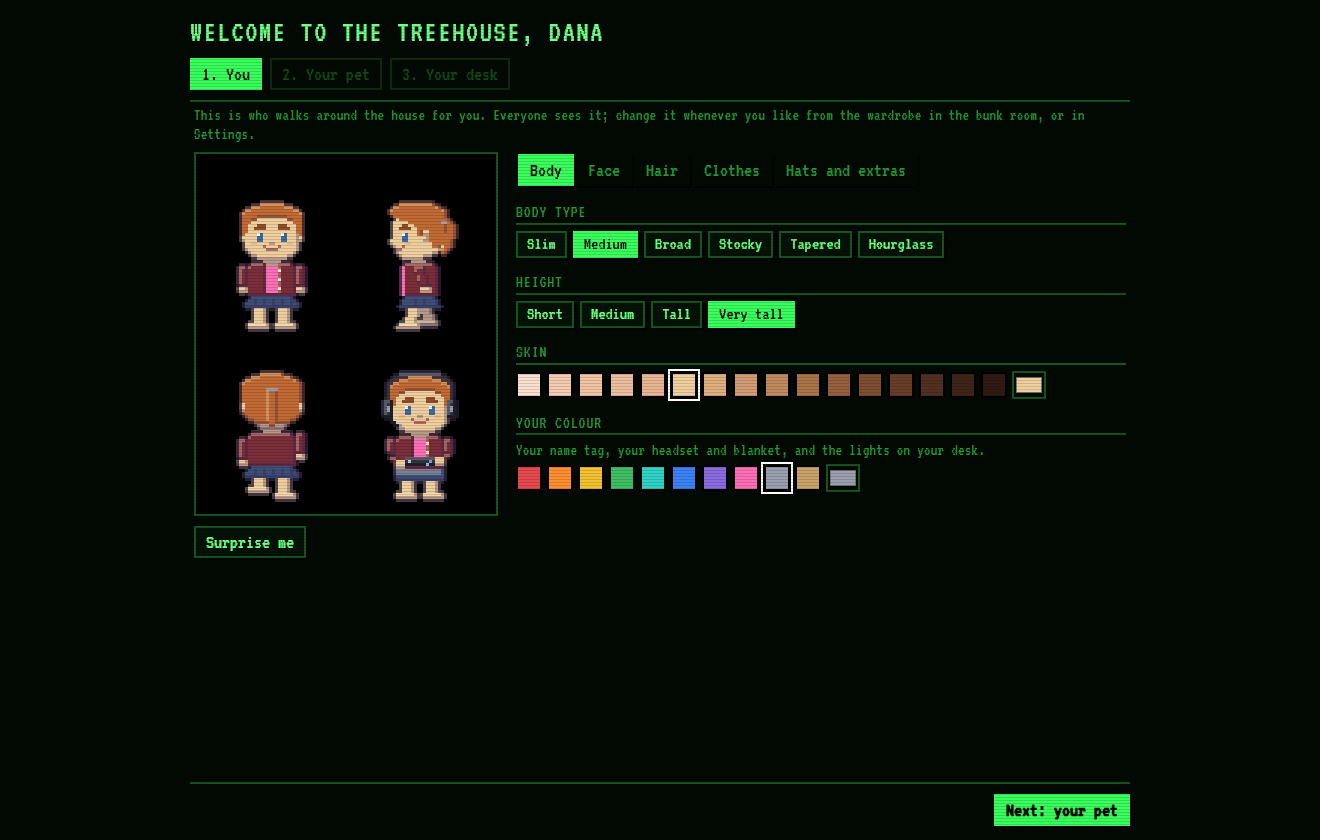 WELCOME TO THE TREEHOUSE, DANA
1. You 2. Your pet 3. Your desk
This is who walks around the house for you. Everyone sees it; change it whenever you like from the wardrobe in the bunk room, or in
Settings.
Body Face Hair Clothes Hats and extras
BODY TYPE
Slim Medium Broad Stocky Tapered Hourglass
HEIGHT
Short Medium Tall Very tall
SKIN
YOUR COLOUR
Your name tag, your headset and blanket, and the lights on your desk.
Surprise me
Next: your pet